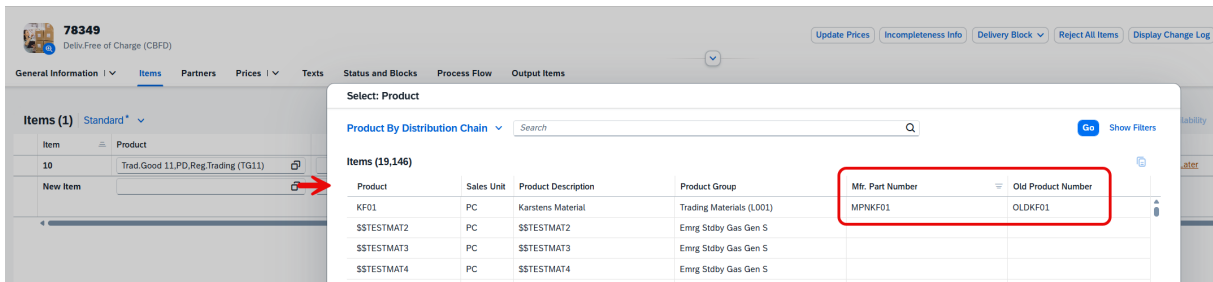 78349
Deliv.Free of Charge (CBFD)
Update Prices Incompleteness Info Delivery Block Reject All Items Display Change Log
General Information Items Partners Prices Texts Status and Blocks Process Flow Output Items
Select: Product
Items (1) Standard *
Product By Distribution Chain Search Go Show Filters
Item Product
Items (19,146)
10 Trad.Good 11,PD,Reg.Trading (TG11)
Product Sales Unit Product Description Product Group Mfr. Part Number Old Product Number
New Item
KF01 PC Karstens Material Trading Materials (L001) MPNKF01 OLDKF01
$$TESTMAT2 PC $$TESTMAT2 Emrg Stdby Gas Gen S
$$TESTMAT3 PC $$TESTMAT3 Emrg Stdby Gas Gen S
$$TESTMAT4 PC $$TESTMAT4 Emrg Stdby Gas Gen S